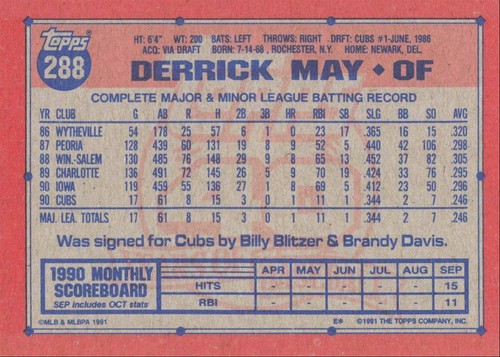 Topps
288
HT: 6'4" WT: 200 BATS: LEFT THROWS: RIGHT DRFT: CUBS #1-JUNE, 1986
ACQ: VIA DRAFT BORN: 7-14-68, ROCHESTER, N.Y. HOME: NEWARK, DEL.
DERRICK MAY ◆ OF
COMPLETE MAJOR & MINOR LEAGUE BATTING RECORD
YR CLUB G AB R H 2B 3B HR RBI SB SLG BB SO AVG
86 WYTHEVILLE 54 178 25 57 6 1 0 23 17 .365 16 15 .320
87 PEORIA 128 439 60 131 19 8 9 52 5 .440 42 106 .298
88 WIN.-SALEM 130 485 76 148 29 9 8 65 13 .452 37 82 .305
89 CHARLOTTE 136 491 72 145 26 5 9 70 19 .424 33 76 .295
90 IOWA 119 459 55 136 27 1 8 69 5 .412 23 50 .296
90 CUBS 17 61 8 15 3 0 1 11 1 .344 2 7 .246
MAJ. LEA. TOTALS 17 61 8 15 3 0 1 11 1 .344 2 7 .246
Was signed for Cubs by Billy Blitzer & Brandy Davis.
1990 MONTHLY SCOREBOARD
SEP includes OCT stats
APR MAY JUN JUL AUG SEP
HITS - - - - - 15
RBI - - - - - 11
©MLB & MLBPA 1991 E* ©1991 THE TOPPS COMPANY, INC.